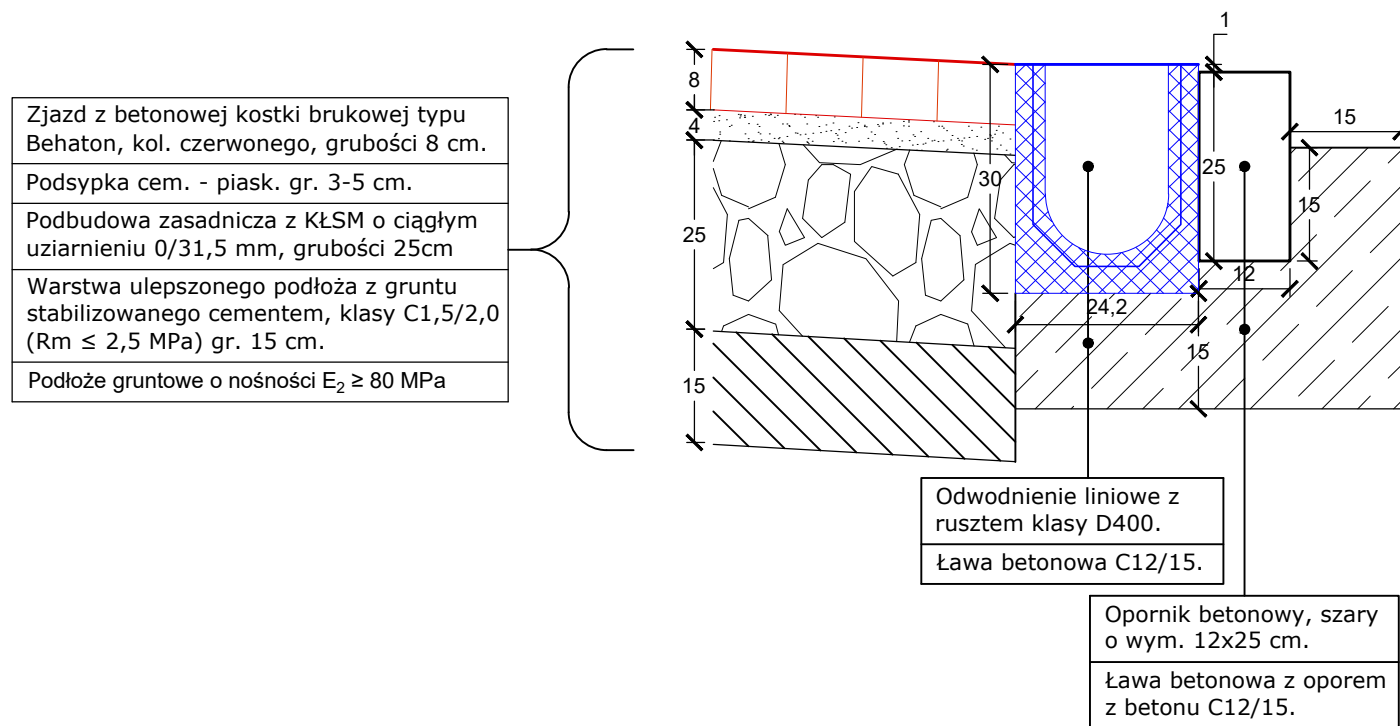 Zjazd z betonowej kostki brukowej typu
Behaton, kol. czerwonego, grubości 8 cm.
Podsypka cem. - piask. gr. 3-5 cm.
Podbudowa zasadnicza z KŁSM o ciągłym
uziarnieniu 0/31,5 mm, grubości 25cm
Warstwa ulepszonego podłoża z gruntu
stabilizowanego cementem, klasy C1,5/2,0
(Rm ≤ 2,5 MPa) gr. 15 cm.
Podłoże gruntowe o nośności E₂ ≥ 80 MPa
8
4
25
15
30
24,2
1
25
12
15
15
15
Odwodnienie liniowe z
rusztem klasy D400.
Ława betonowa C12/15.
Opornik betonowy, szary
o wym. 12x25 cm.
Ława betonowa z oporem
z betonu C12/15.